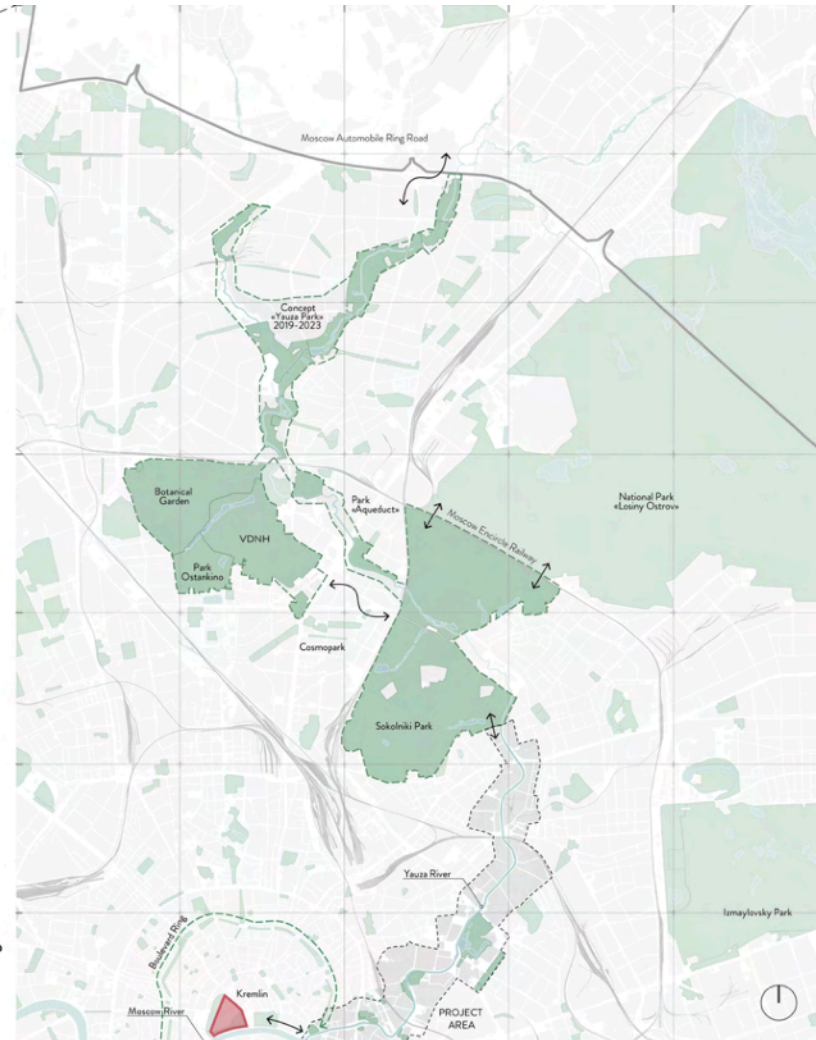 Moscow Automobile Ring Road
Concept
«Yauza Park»
2019-2023
Botanical
Garden
VDNH
Park
Ostankino
Park
«Aqueduct»
Moscow Encircle Railway
National Park
«Losiny Ostrov»
Cosmopark
Sokolniki Park
Yauza River
Izmaylovsky Park
Boulevard Ring
Kremlin
Moscow River
PROJECT
AREA